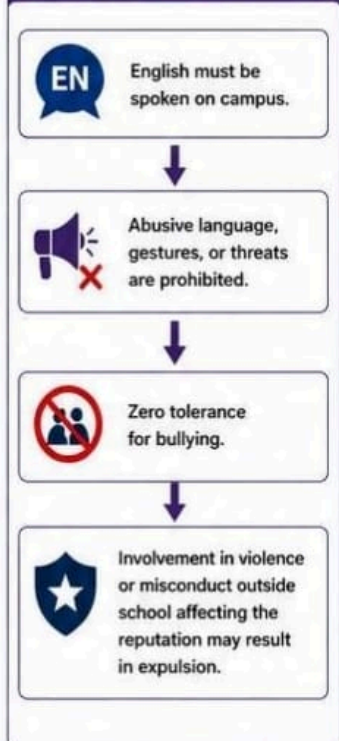 EN
English must be
spoken on campus.
Abusive language,
gestures, or threats
are prohibited.
Zero tolerance
for bullying.
Involvement in violence
or misconduct outside
school affecting the
reputation may result
in expulsion.